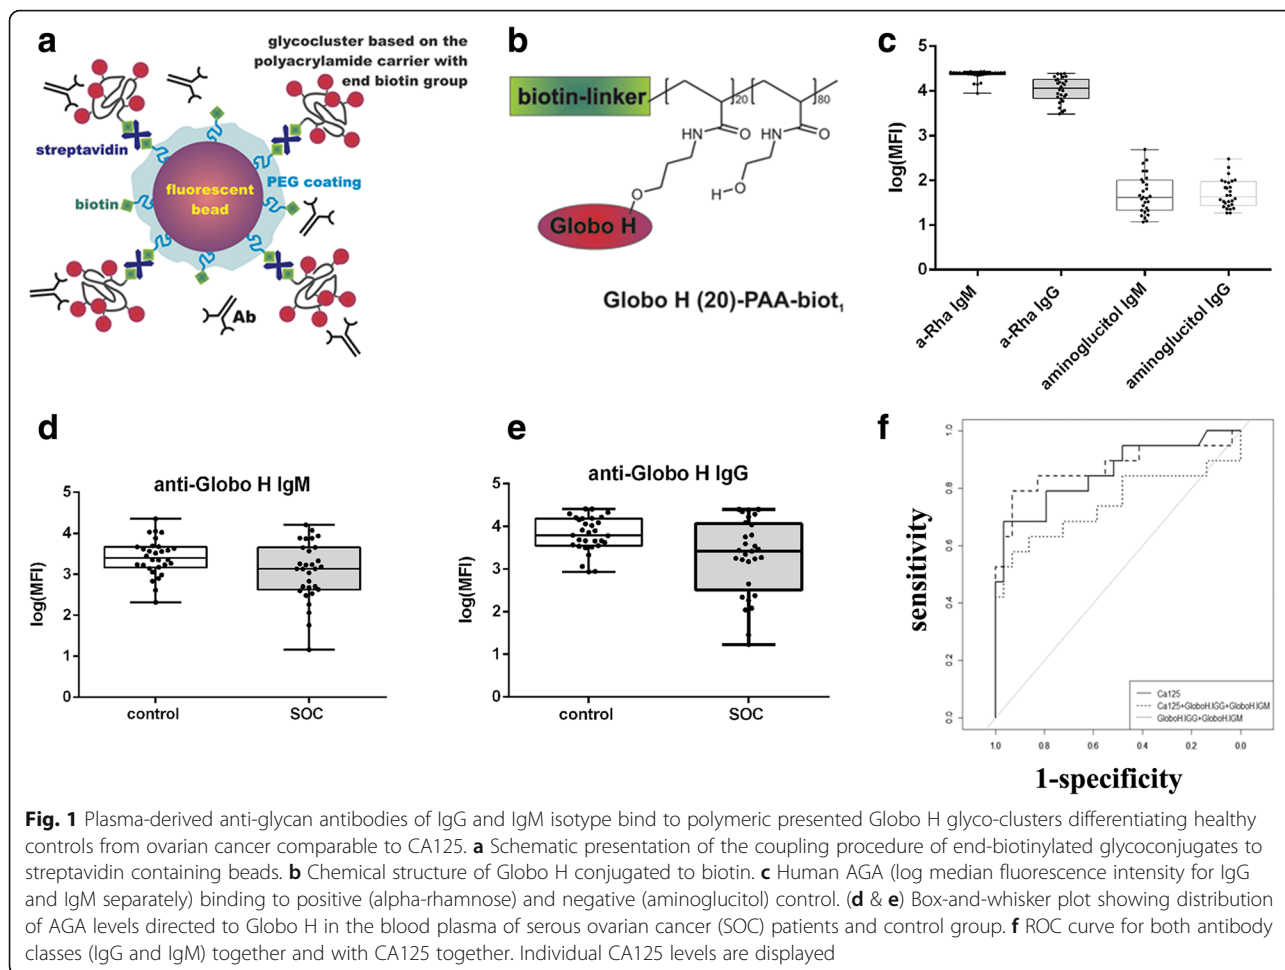 a
glycocluster based on the
polyacrylamide carrier with
end biotin group
streptavidin
PEG coating
fluorescent
bead
biotin
Ab
b
biotin-linker
20
80
HN
O
HN
O
O
H
O
Globo H
Globo H (20)-PAA-biot1
c
log(MFI)
5
4
3
2
1
0
a-Rha IgM
a-Rha IgG
aminoglucitol IgM
aminoglucitol IgG
d
anti-Globo H IgM
log(MFI)
5
4
3
2
1
0
control
SOC
e
anti-Globo H IgG
log(MFI)
5
4
3
2
1
0
control
SOC
f
sensitivity
1.0
0.8
0.6
0.4
0.2
0.0
Ca125
Ca125+GloboH.IGG+GloboH.IGM
GloboH.IGG+GloboH.IGM
1.0 0.8 0.6 0.4 0.2 0.0
1-specificity
Fig. 1 Plasma-derived anti-glycan antibodies of IgG and IgM isotype bind to polymeric presented Globo H glyco-clusters differentiating healthy
controls from ovarian cancer comparable to CA125. a Schematic presentation of the coupling procedure of end-biotinylated glycoconjugates to
streptavidin containing beads. b Chemical structure of Globo H conjugated to biotin. c Human AGA (log median fluorescence intensity for IgG
and IgM separately) binding to positive (alpha-rhamnose) and negative (aminoglucitol) control. (d & e) Box-and-whisker plot showing distribution
of AGA levels directed to Globo H in the blood plasma of serous ovarian cancer (SOC) patients and control group. f ROC curve for both antibody
classes (IgG and IgM) together and with CA125 together. Individual CA125 levels are displayed